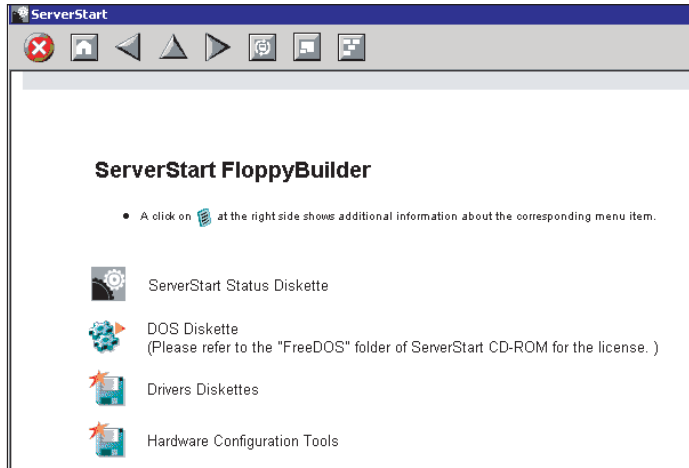 ServerStart
ServerStart FloppyBuilder
• A click on at the right side shows additional information about the corresponding menu item.
ServerStart Status Diskette
DOS Diskette
(Please refer to the "FreeDOS" folder of ServerStart CD-ROM for the license. )
Drivers Diskettes
Hardware Configuration Tools